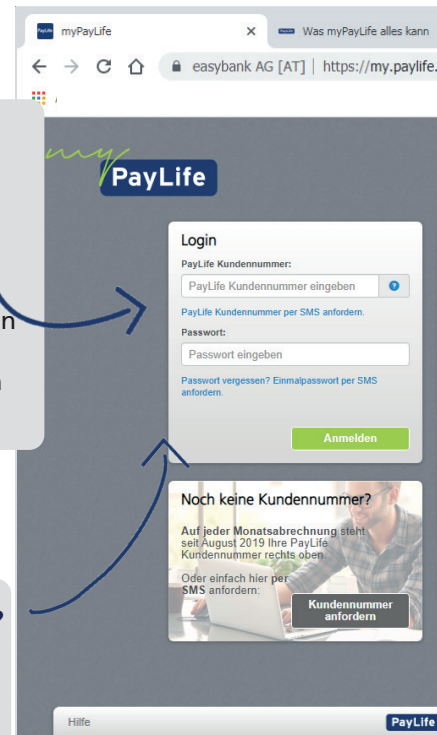 PayLife
myPayLife
PayLife
Was myPayLife alles kann
easybank AG [AT] | https://my.paylife.
my
PayLife
Login
PayLife Kundennummer:
PayLife Kundennummer eingeben
?
PayLife Kundennummer per SMS anfordern.
Passwort:
Passwort eingeben
Passwort vergessen? Einmalpasswort per SMS
anfordern.
Anmelden
Noch keine Kundennummer?
Auf jeder Monatsabrechnung steht
seit August 2019 Ihre PayLife
Kundennummer rechts oben.
Oder einfach hier per
SMS anfordern:
Kundennummer
anfordern
Hilfe
PayLife